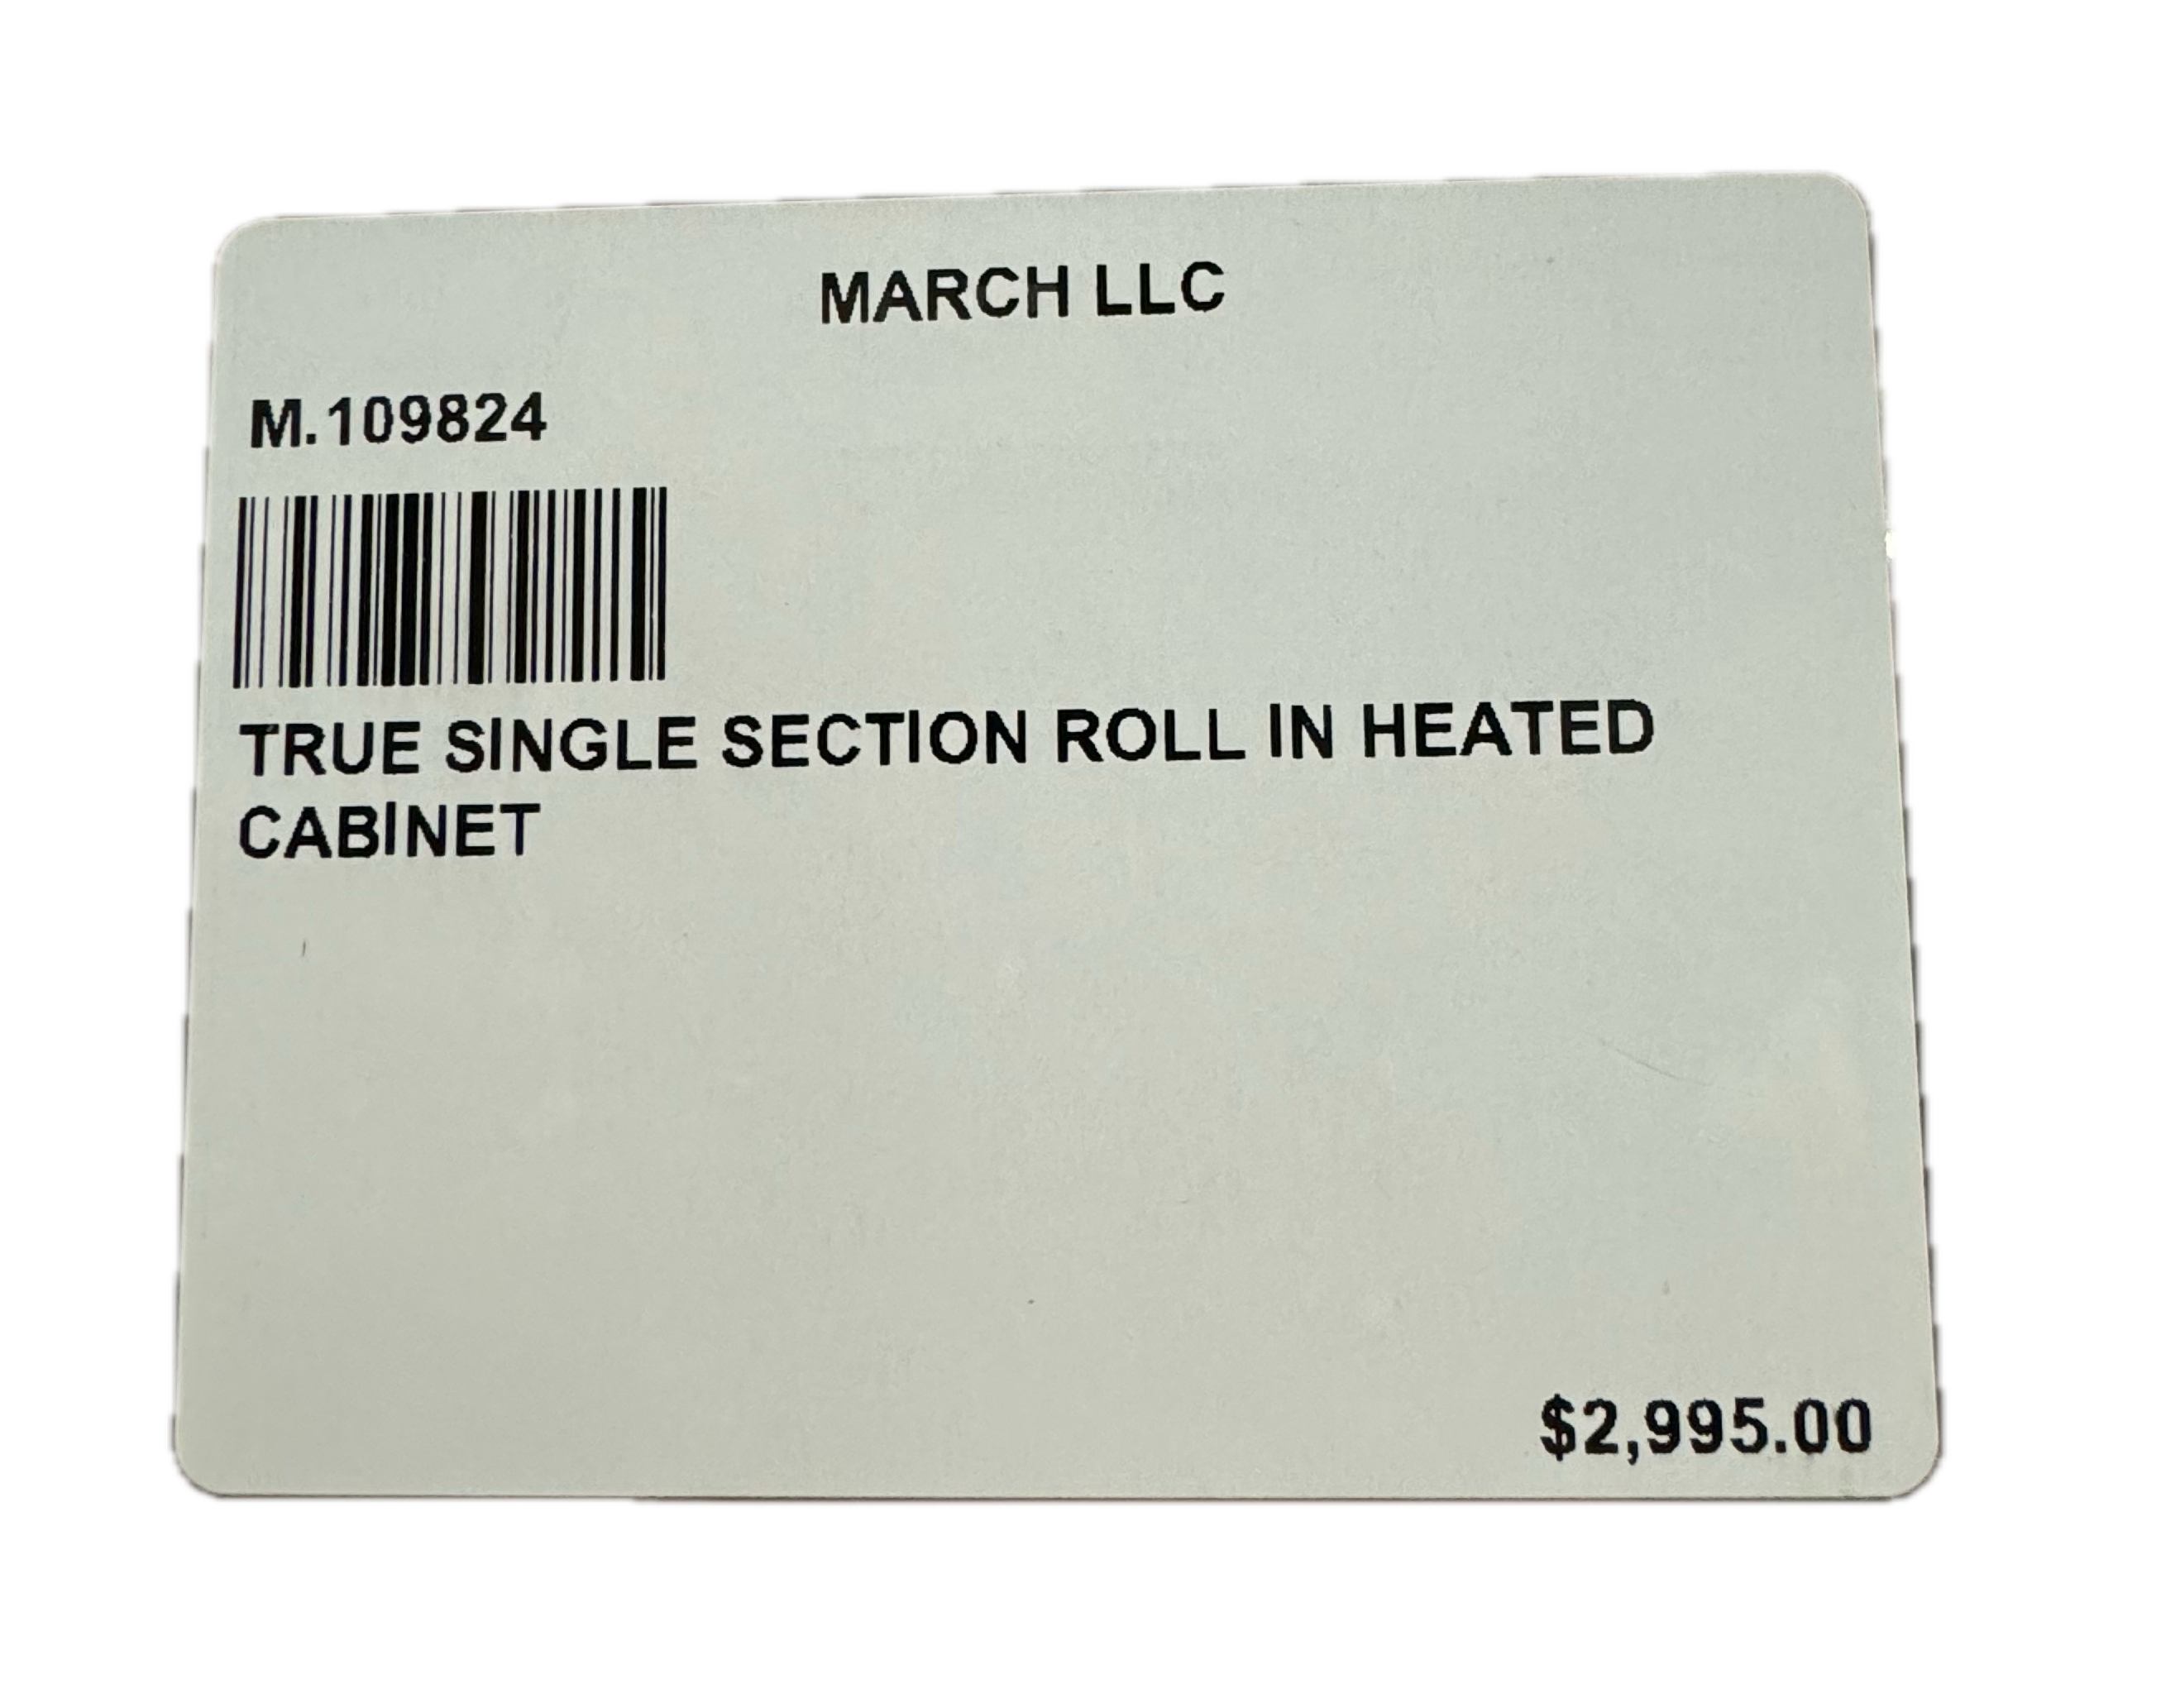 MARCH LLC
M.109824
TRUE SINGLE SECTION ROLL IN HEATED
CABINET
$2,995.00